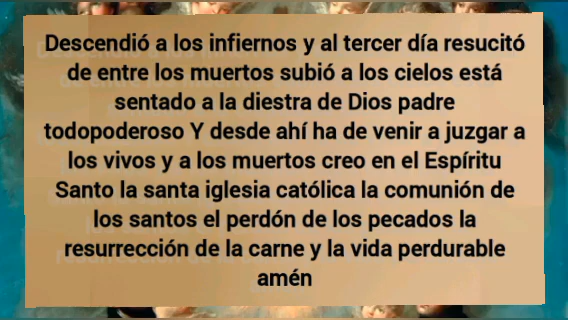 Descendió a los infiernos y al tercer día resucitó
de entre los muertos subió a los cielos está
sentado a la diestra de Dios padre
todopoderoso Y desde ahí ha de venir a juzgar a
los vivos y a los muertos creo en el Espíritu
Santo la santa iglesia católica la comunión de
los santos el perdón de los pecados la
resurrección de la carne y la vida perdurable
amén